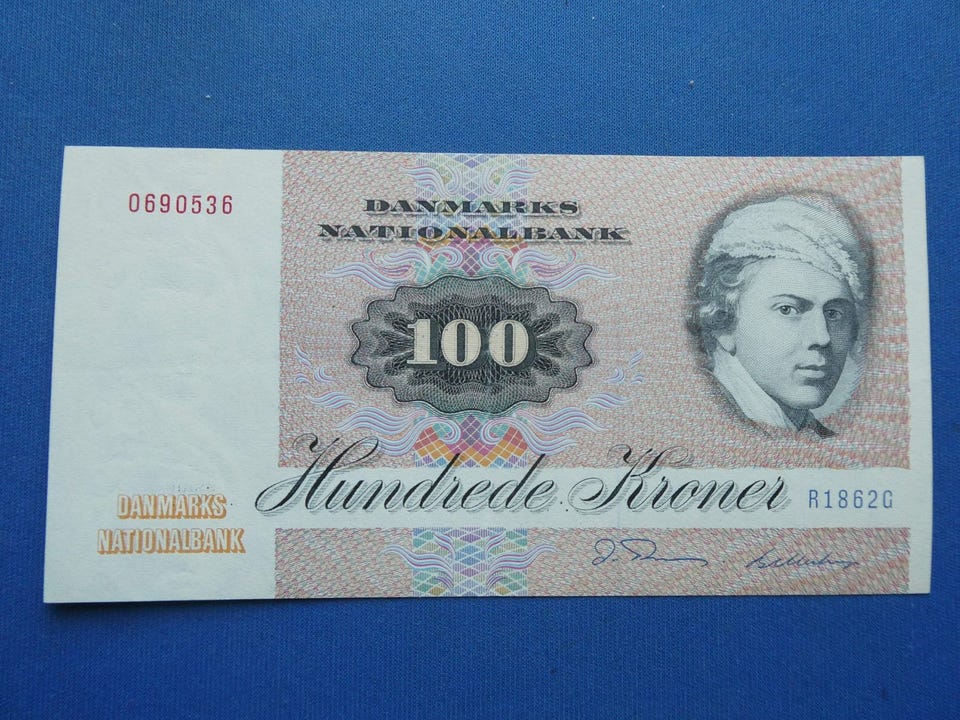 0690536
DANMARKS
NATIONALBANK
100
Hundrede Kroner
R1862G
DANMARKS
NATIONALBANK